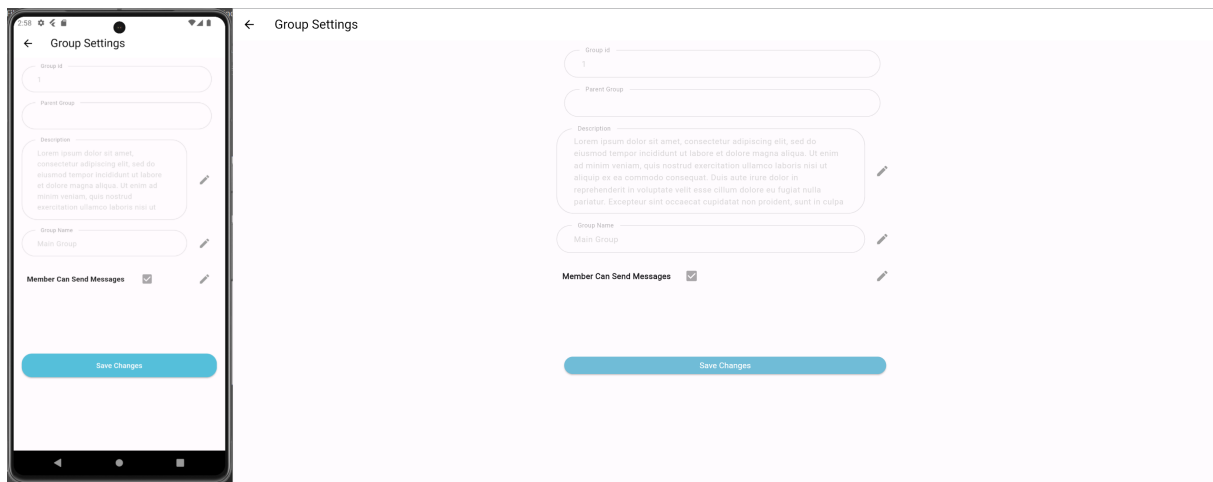 2:58
Group Settings
Group id
1
Parent Group
Description
Lorem ipsum dolor sit amet,
consectetur adipiscing elit, sed do
eiusmod tempor incididunt ut labore
et dolore magna aliqua. Ut enim ad
minim veniam, quis nostrud
exercitation ullamco laboris nisi ut
Group Name
Main Group
Member Can Send Messages
Save Changes
Group Settings
Group id
1
Parent Group
Description
Lorem ipsum dolor sit amet, consectetur adipiscing elit, sed do
eiusmod tempor incididunt ut labore et dolore magna aliqua. Ut enim
ad minim veniam, quis nostrud exercitation ullamco laboris nisi ut
aliquip ex ea commodo consequat. Duis aute irure dolor in
reprehenderit in voluptate velit esse cillum dolore eu fugiat nulla
pariatur. Excepteur sint occaecat cupidatat non proident, sunt in culpa
Group Name
Main Group
Member Can Send Messages
Save Changes